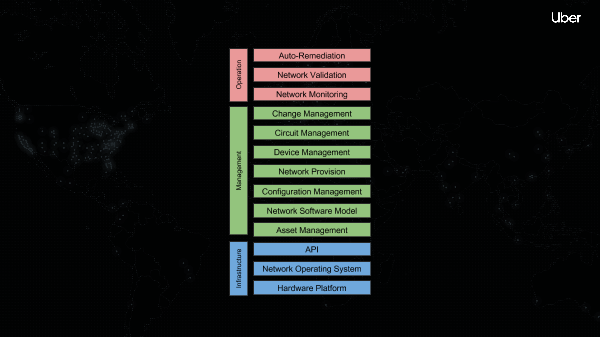 Uber
Operation
Auto-Remediation
Network Validation
Network Monitoring
Management
Change Management
Circuit Management
Device Management
Network Provision
Configuration Management
Network Software Model
Asset Management
Infrastructure
API
Network Operating System
Hardware Platform